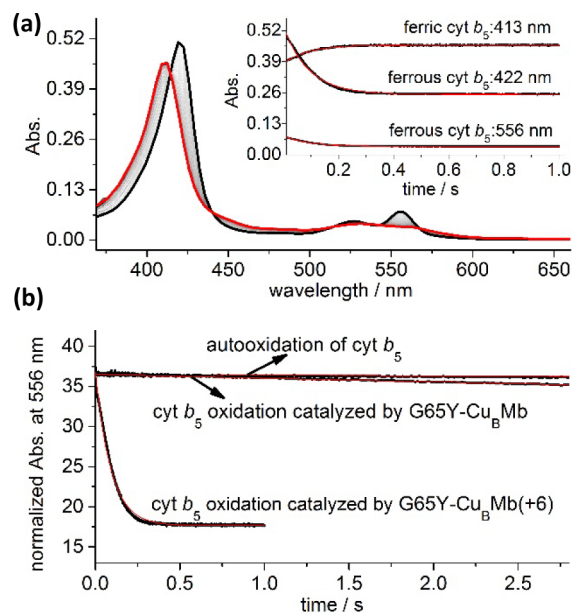 (a)
0.52
0.39
0.26
0.13
0.00
Abs.
400 450 500 550 600 650
wavelength / nm
0.52
0.39
0.26
0.13
0.00
Abs.
ferric cyt b5:413 nm
ferrous cyt b5:422 nm
ferrous cyt b5:556 nm
0.2 0.4 0.6 0.8 1.0
time / s
(b)
40
35
30
25
20
15
normalized Abs. at 556 nm
autooxidation of cyt b5
cyt b5 oxidation catalyzed by G65Y-CuBMb
cyt b5 oxidation catalyzed by G65Y-CuBMb(+6)
0.0 0.5 1.0 1.5 2.0 2.5
time / s